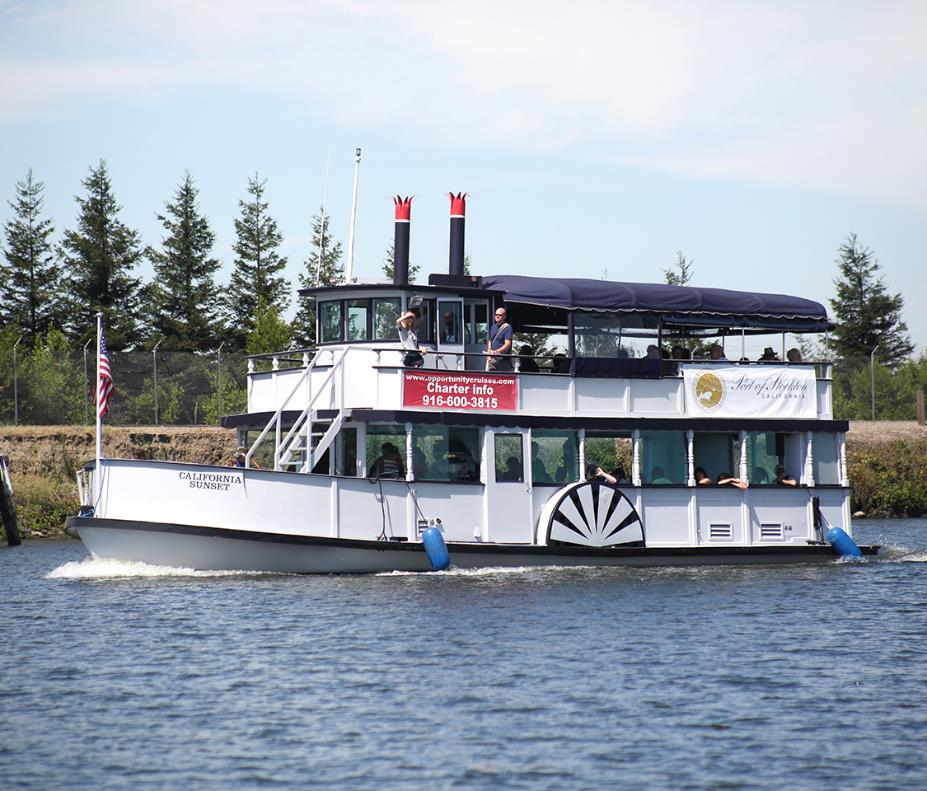 www.opportunitycruises.com
Charter info
916-600-3815
Port of Stockton
CALIFORNIA
CALIFORNIA
SUNSET